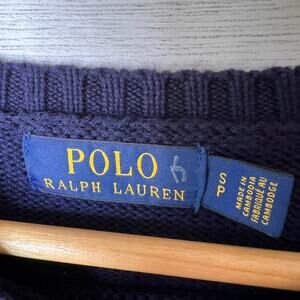 POLO
RALPH LAUREN
S
P
MADE IN
CAMBODIA
FABRIQUÉ AU
CAMBODGE